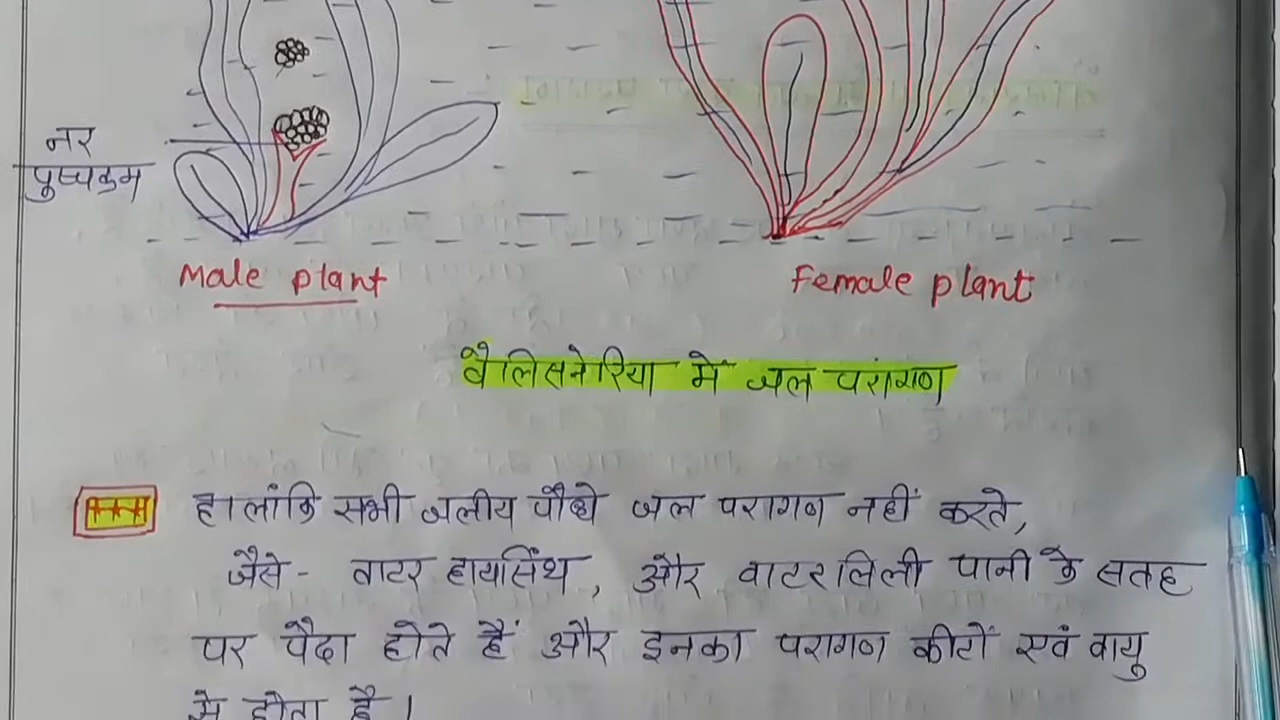 नर
पुष्पक्रम
Male plant
Female plant
वैलिसनेरिया में जल परागण
*** हालांकि सभी जलीय पौधे जल परागण नहीं करते,
जैसे - वाटर हायसिंथ, और वाटरलिली पानी के सतह
पर पैदा होते हैं और इनका परागण कीटों एवं वायु
से होता है।